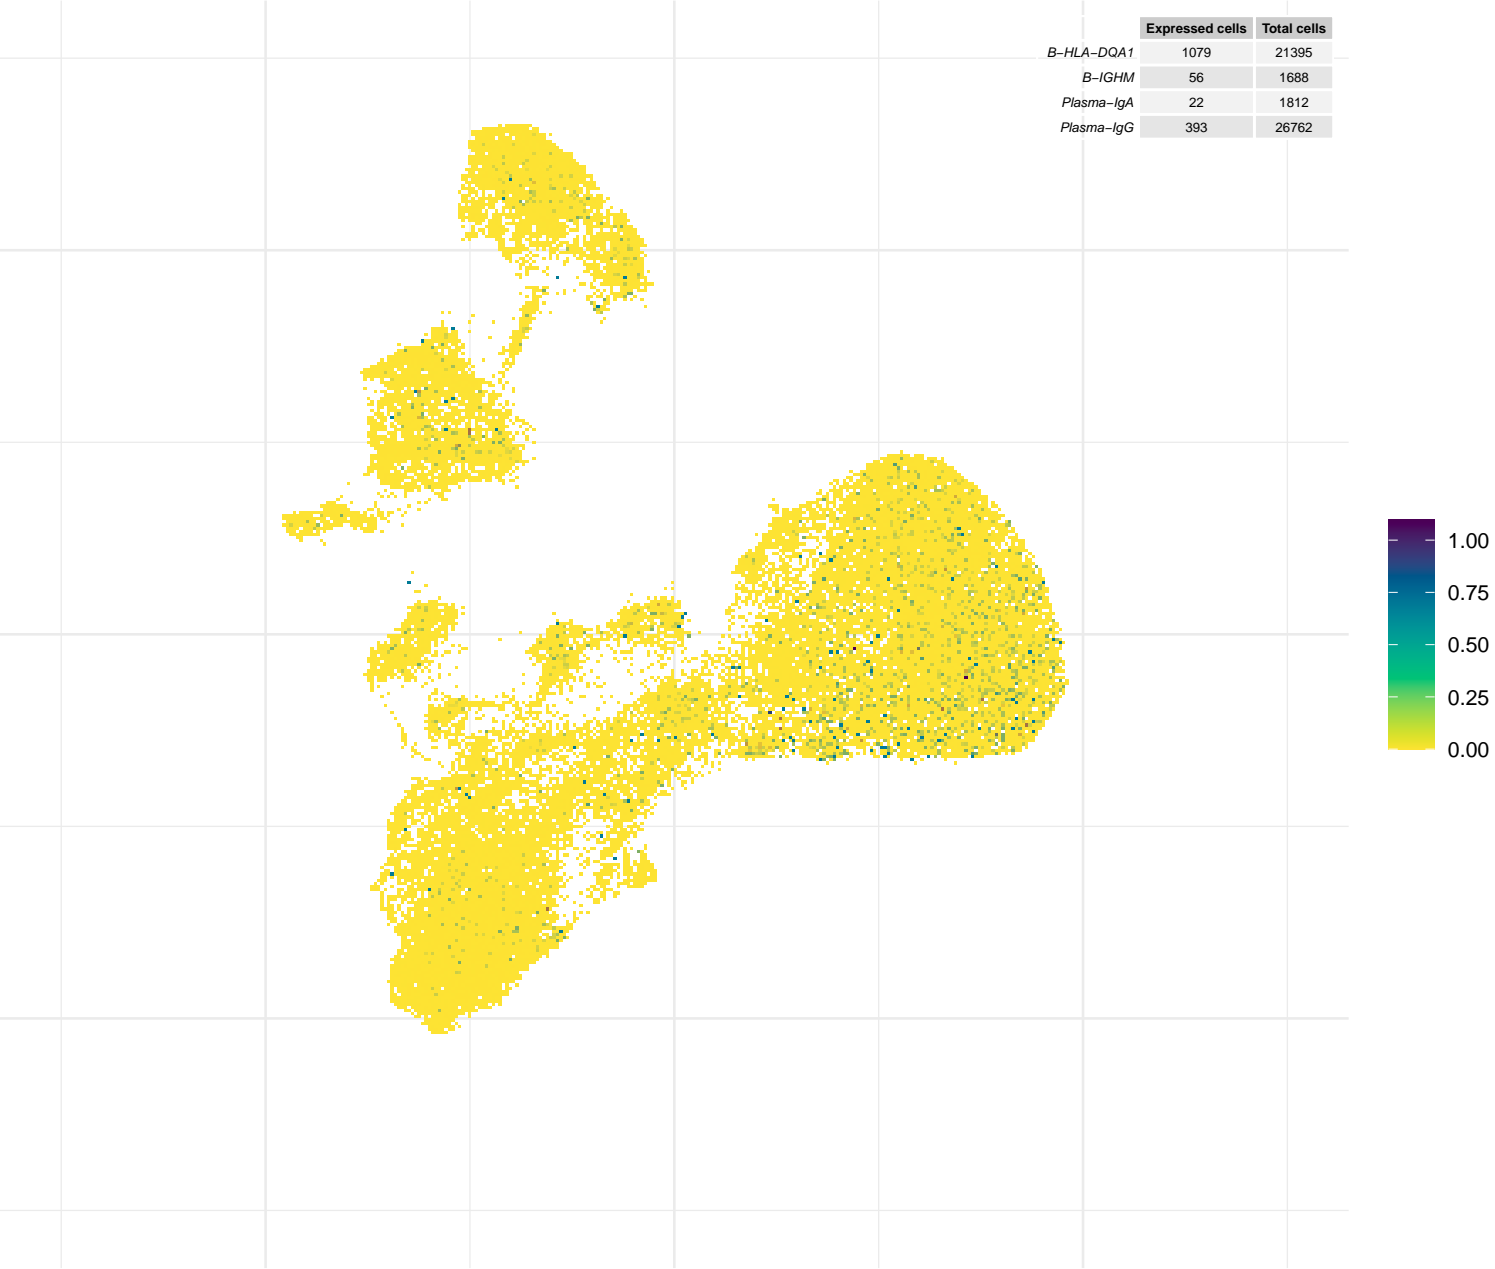 Expressed cells Total cells
B−HLA−DQA1 1079 21395
B−IGHM 56 1688
Plasma−IgA 22 1812
Plasma−IgG 393 26762
1.00
0.75
0.50
0.25
0.00